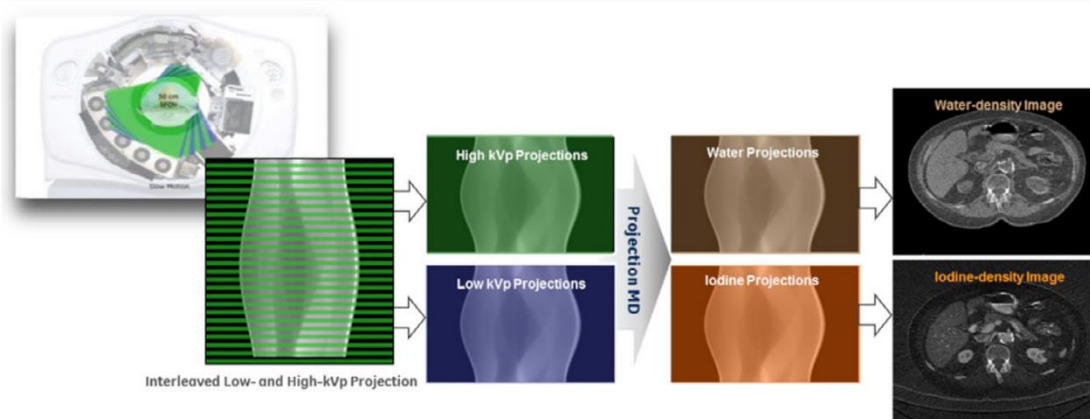 50 cm
SFOV
Slow Motion
Interleaved Low- and High-kVp Projection
High kVp Projections
Low kVp Projections
Projection MD
Water Projections
Iodine Projections
Water-density Image
Iodine-density Image